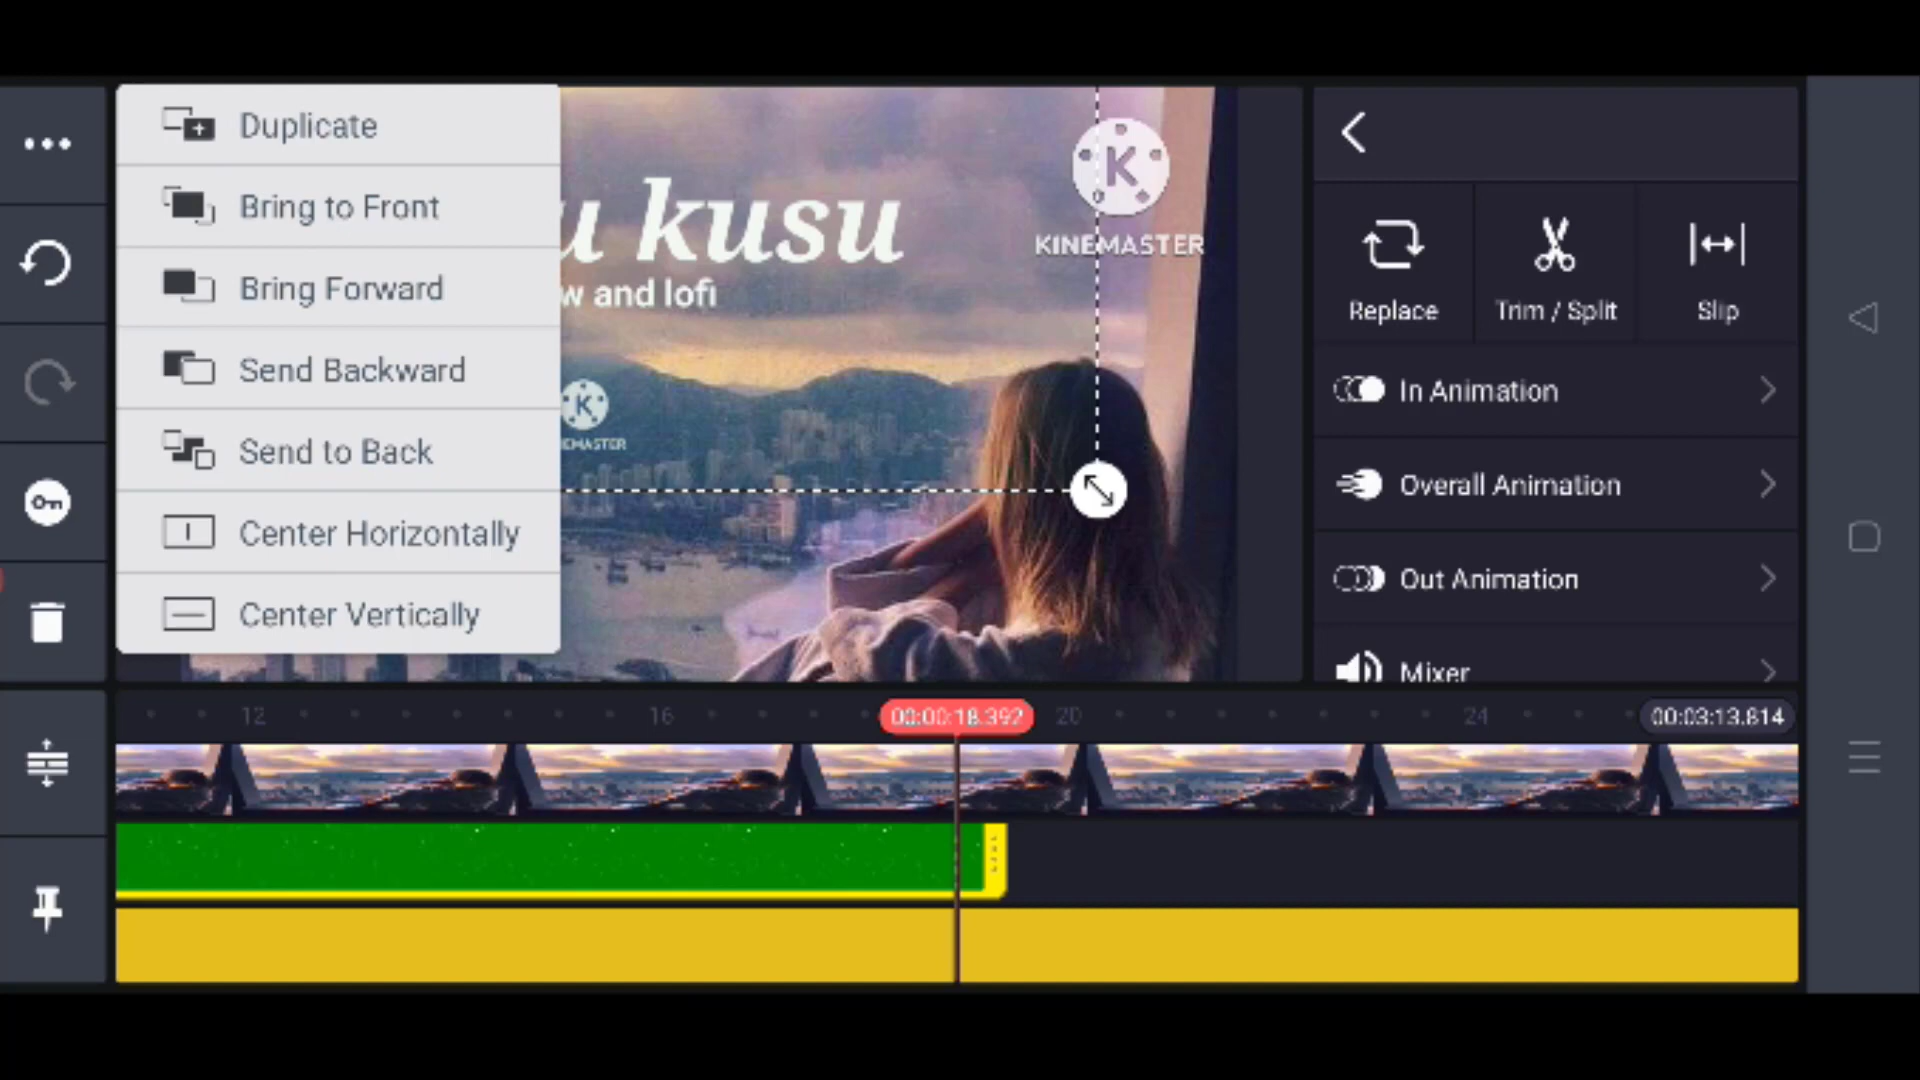 Duplicate
Bring to Front
Bring Forward
Send Backward
Send to Back
Center Horizontally
Center Vertically
u kusu
w and lofi
K
KINEMASTER
K
EMASTER
Replace
Trim / Split
Slip
In Animation
Overall Animation
Out Animation
Mixer
12
16
00:00:18.392
20
24
00:03:13.814